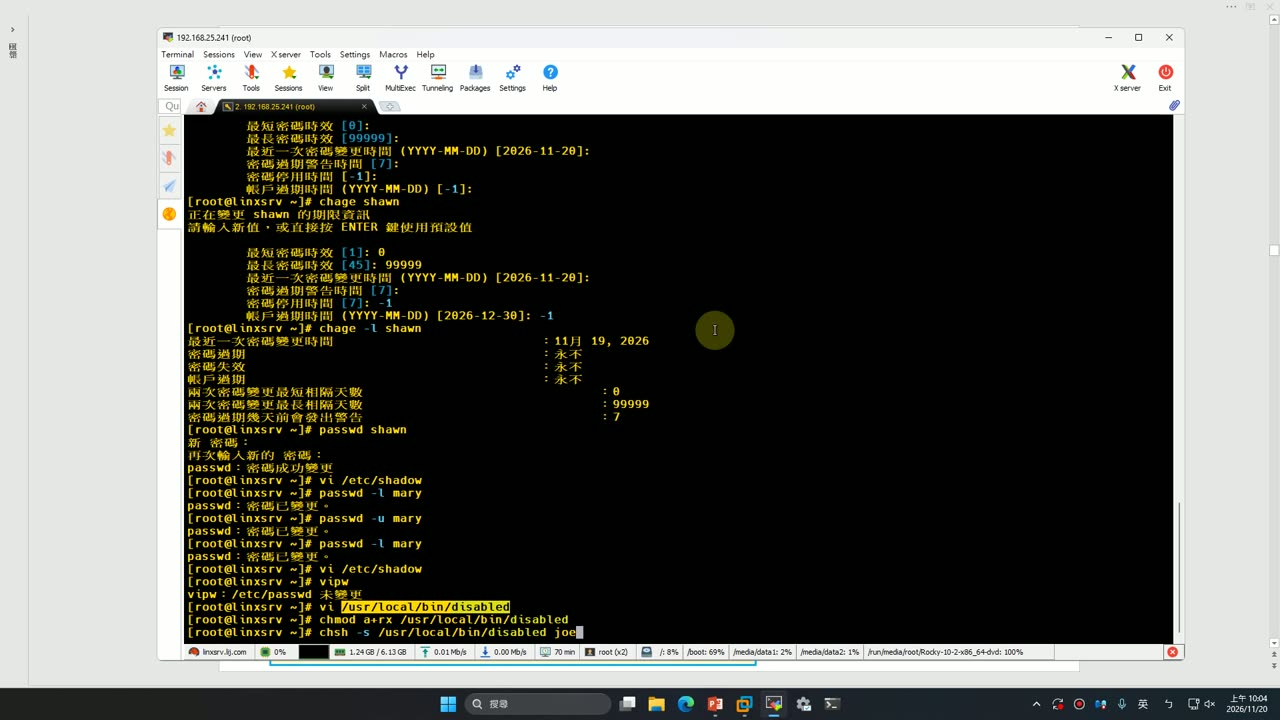 192.168.25.241 (root)
Terminal Sessions View X server Tools Settings Macros Help
Session Servers Tools Sessions View Split MultiExec Tunneling Packages Settings Help X server Exit
Qu
2. 192.168.25.241 (root)
最短密碼時效 [0]:
最長密碼時效 [99999]:
最近一次密碼變更時間 (YYYY-MM-DD) [2026-11-20]:
密碼過期警告時間 [7]:
密碼停用時間 [-1]:
帳戶過期時間 (YYYY-MM-DD) [-1]:
[root@linxsrv ~]# chage shawn
正在變更 shawn 的期限資訊
請輸入新值，或直接按 ENTER 鍵使用預設值
最短密碼時效 [1]: 0
最長密碼時效 [45]: 99999
最近一次密碼變更時間 (YYYY-MM-DD) [2026-11-20]:
密碼過期警告時間 [7]:
密碼停用時間 [7]: -1
帳戶過期時間 (YYYY-MM-DD) [2026-12-30]: -1
[root@linxsrv ~]# chage -l shawn
最近一次密碼變更時間 ：11月 19, 2026
密碼過期 ：永不
密碼失效 ：永不
帳戶過期 ：永不
兩次密碼變更最短相隔天數 ：0
兩次密碼變更最長相隔天數 ：99999
密碼過期幾天前會發出警告 ：7
[root@linxsrv ~]# passwd shawn
新 密碼：
再次輸入新的 密碼：
passwd：密碼成功變更
[root@linxsrv ~]# vi /etc/shadow
[root@linxsrv ~]# passwd -l mary
passwd：密碼已變更。
[root@linxsrv ~]# passwd -u mary
passwd：密碼已變更。
[root@linxsrv ~]# passwd -l mary
passwd：密碼已變更。
[root@linxsrv ~]# vi /etc/shadow
[root@linxsrv ~]# vipw
vipw：/etc/passwd 未變更
[root@linxsrv ~]# vi /usr/local/bin/disabled
[root@linxsrv ~]# chmod a+rx /usr/local/bin/disabled
[root@linxsrv ~]# chsh -s /usr/local/bin/disabled joe
linxsrv.lij.com 0% 1.24 GB / 6.13 GB 0.01 Mb/s 0.00 Mb/s 70 min root (x2) /: 8% /boot: 69% /media/data1: 2% /media/data2: 1% /run/media/root/Rocky-10-2-x86_64-dvd: 100%
搜尋
英
上午 10:04
2026/11/20